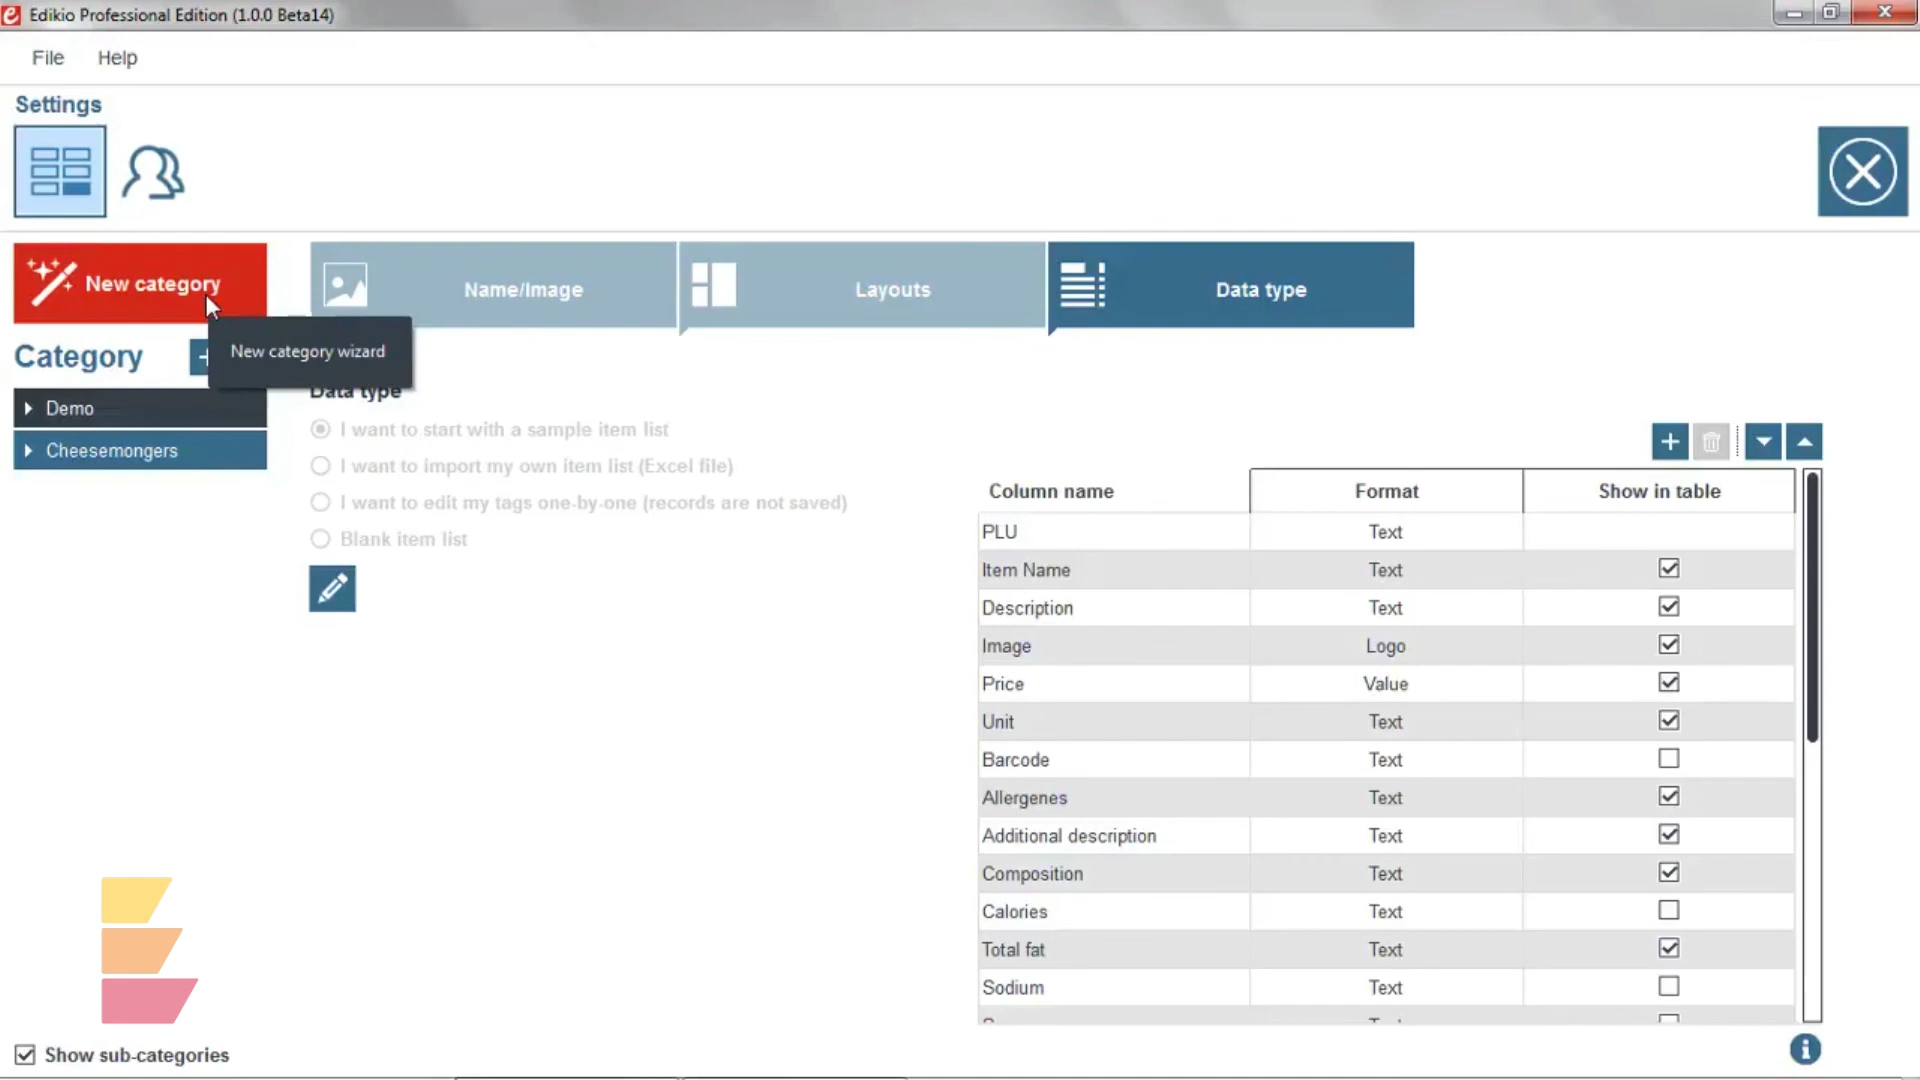 Edikio Professional Edition (1.0.0 Beta14)
File Help
Settings
New category
Name/Image
Layouts
Data type
New category wizard
Category
Demo
Cheesemongers
Data type
I want to start with a sample item list
I want to import my own item list (Excel file)
I want to edit my tags one-by-one (records are not saved)
Blank item list
Column name Format Show in table
PLU Text
Item Name Text
Description Text
Image Logo
Price Value
Unit Text
Barcode Text
Allergenes Text
Additional description Text
Composition Text
Calories Text
Total fat Text
Sodium Text
Show sub-categories